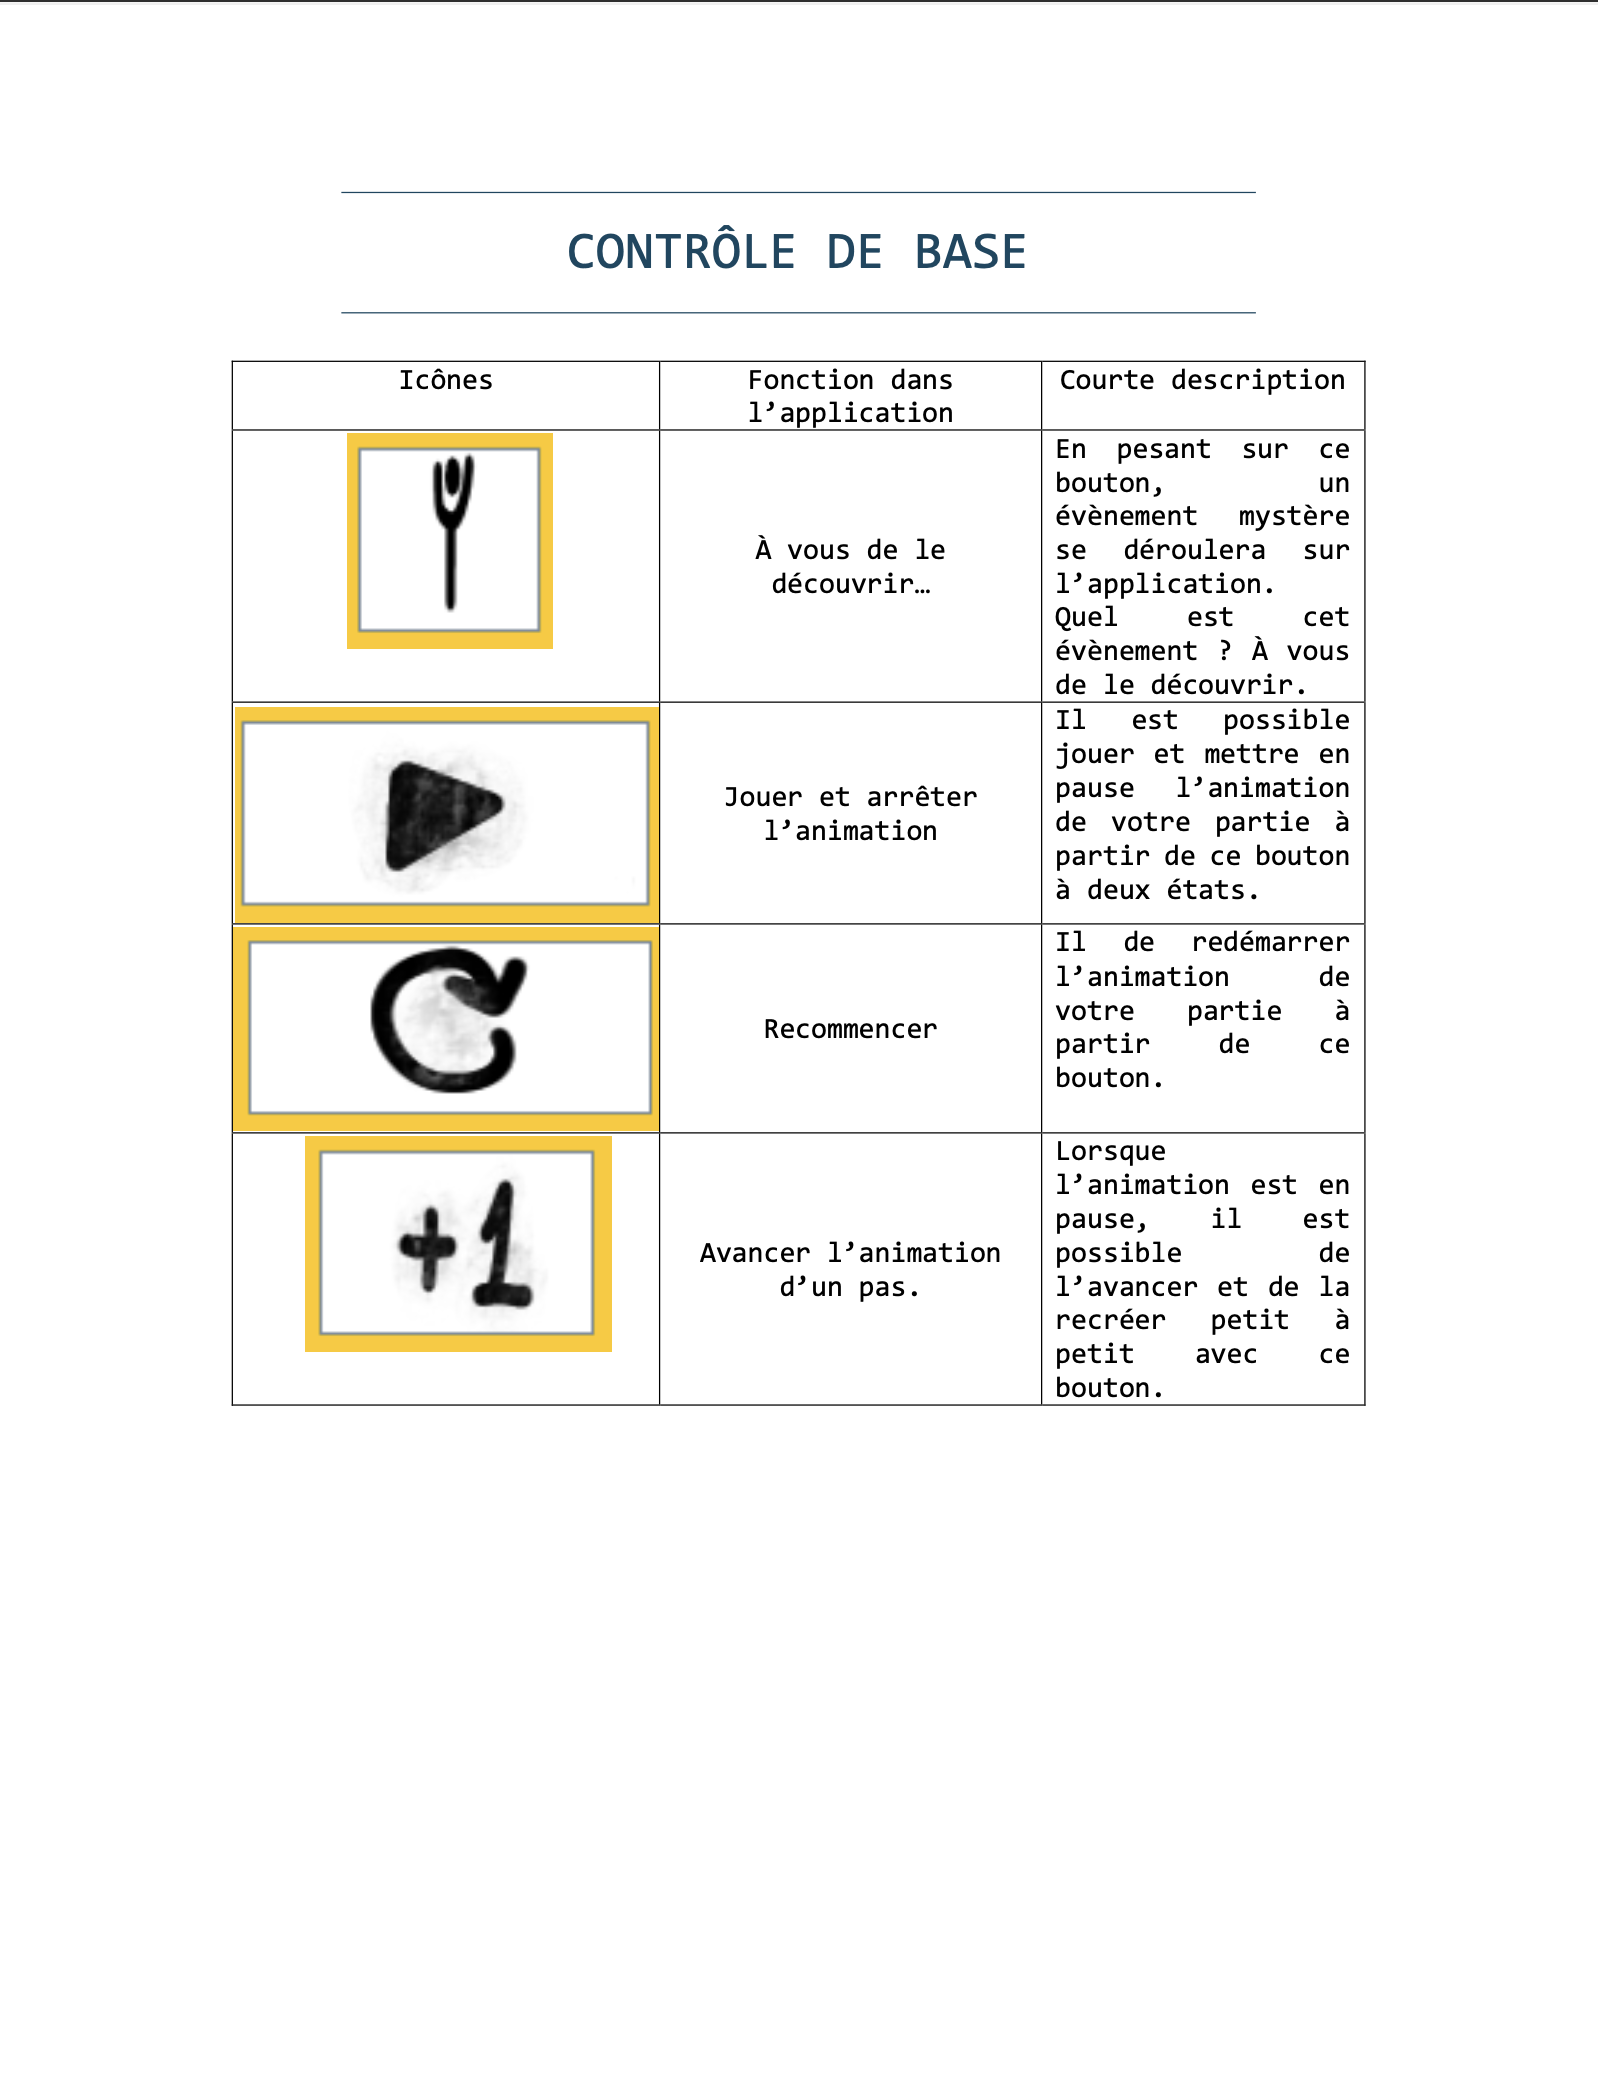 CONTRÔLE DE BASE
Icônes
Fonction dans
l’application
Courte description
À vous de le
découvrir…
En pesant sur ce
bouton, un
évènement mystère
se déroulera sur
l’application.
Quel est cet
évènement ? À vous
de le découvrir.
Jouer et arrêter
l’animation
Il est possible
jouer et mettre en
pause l’animation
de votre partie à
partir de ce bouton
à deux états.
Recommencer
Il de redémarrer
l’animation de
votre partie à
partir de ce
bouton.
+1
Avancer l’animation
d’un pas.
Lorsque
l’animation est en
pause, il est
possible de
l’avancer et de la
recréer petit à
petit avec ce
bouton.